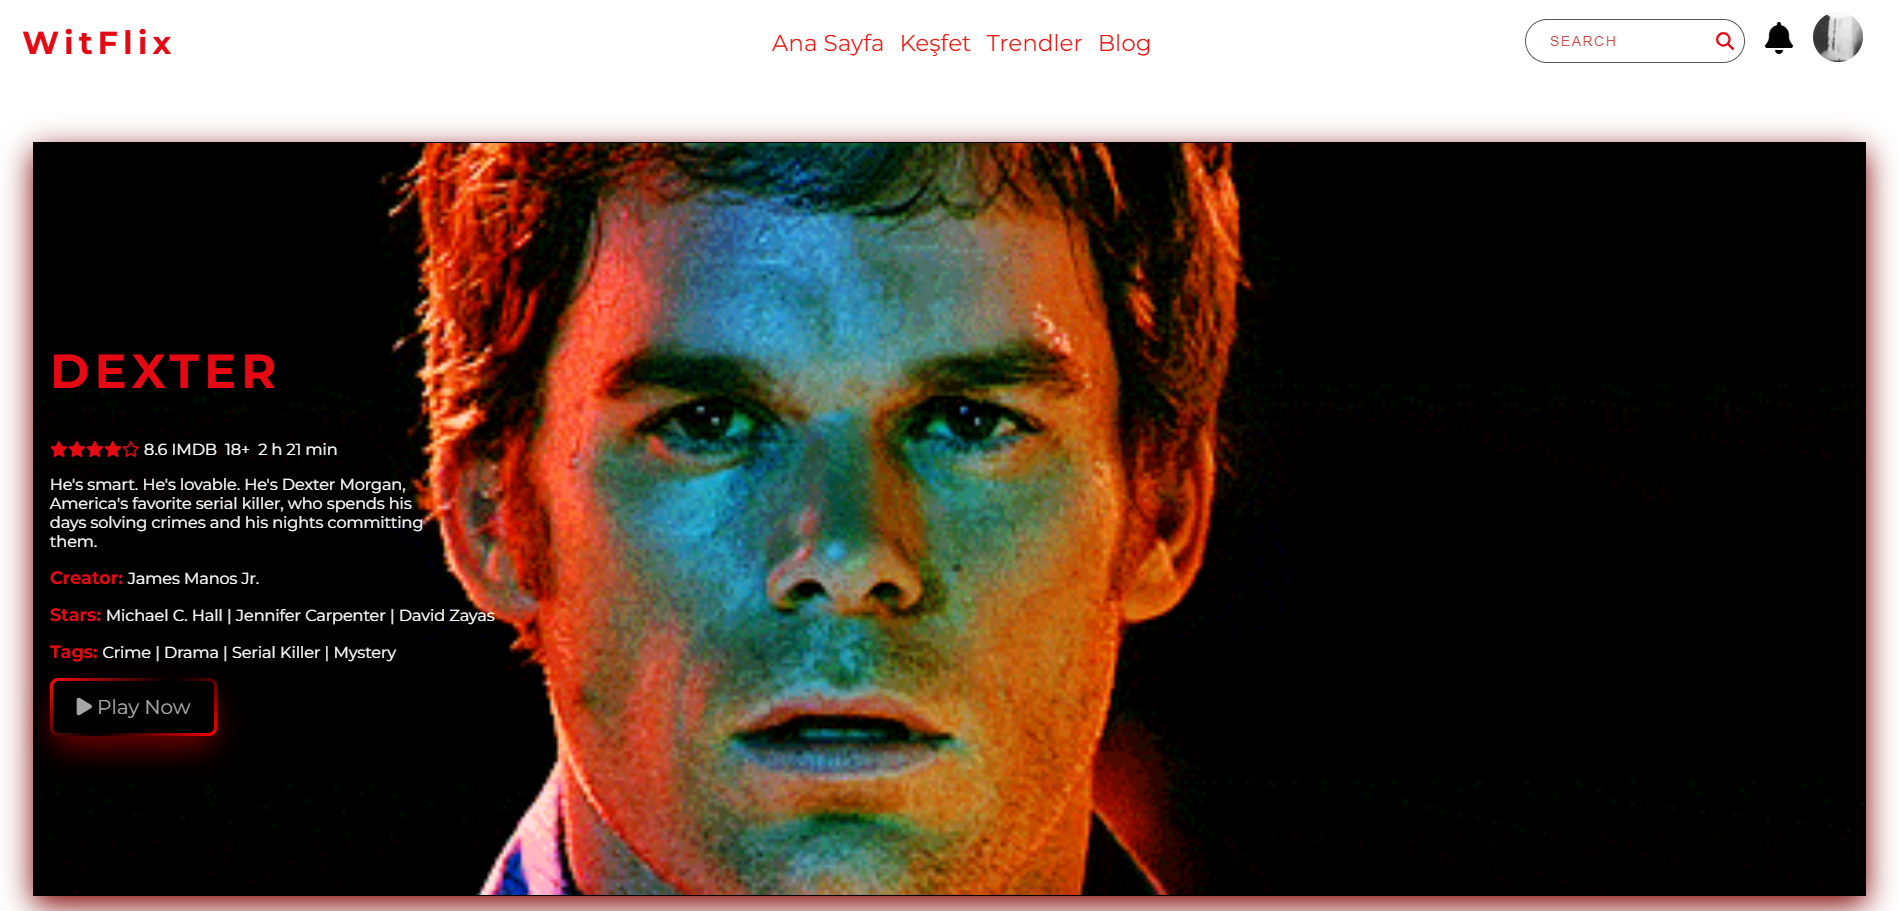 WitFlix
Ana Sayfa Keşfet Trendler Blog
SEARCH
DEXTER
8.6 IMDB 18+ 2 h 21 min
He's smart. He's lovable. He's Dexter Morgan,
America's favorite serial killer, who spends his
days solving crimes and his nights committing
them.
Creator: James Manos Jr.
Stars: Michael C. Hall | Jennifer Carpenter | David Zayas
Tags: Crime | Drama | Serial Killer | Mystery
Play Now